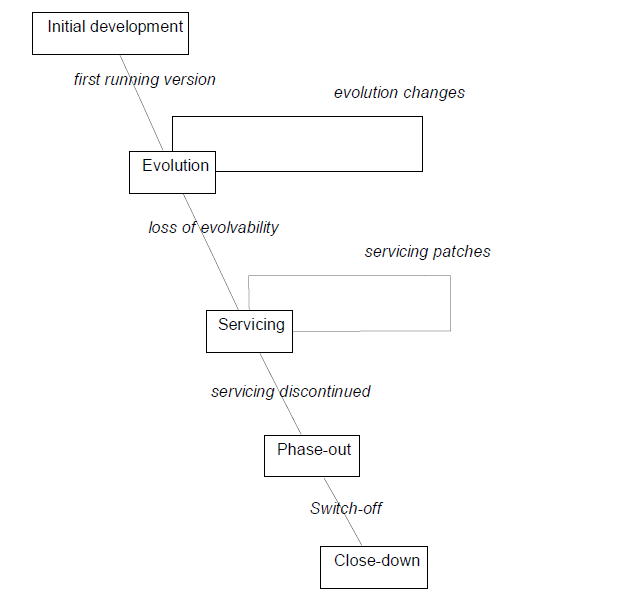 Initial development
first running version
evolution changes
Evolution
loss of evolvability
servicing patches
Servicing
servicing discontinued
Phase-out
Switch-off
Close-down